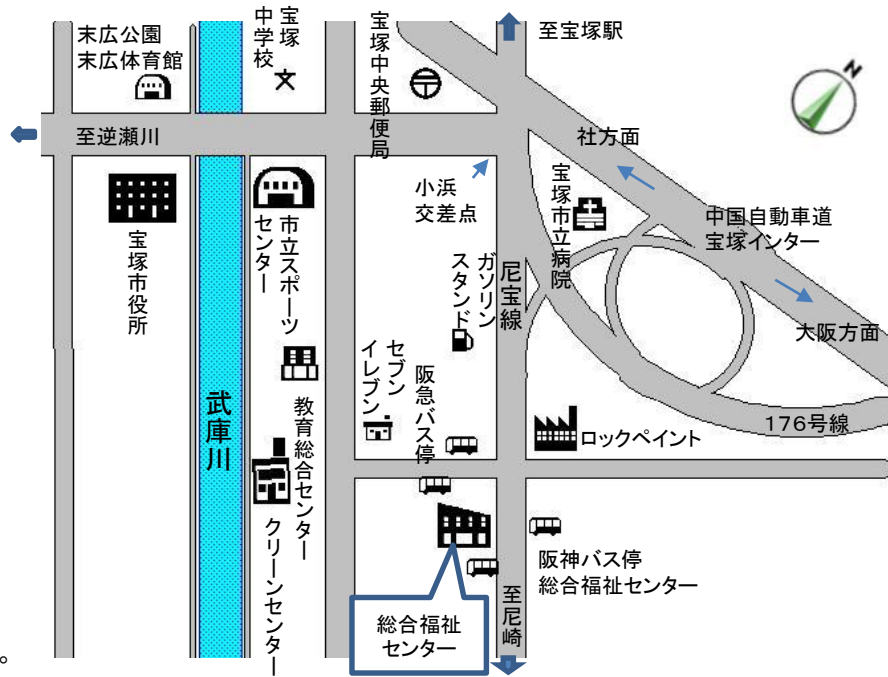 末広公園
末広体育館
宝塚
中学校
宝塚中央郵便局
至宝塚駅
N
至逆瀬川
社方面
小浜
交差点
宝塚市立病院
中国自動車道
宝塚インター
大阪方面
宝塚市役所
市立スポーツ
センター
ガソリン
スタンド
尼宝線
セブン
イレブン
阪急バス停
武庫川
教育総合センター
176号線
ロックペイント
クリーンセンター
阪神バス停
総合福祉センター
総合福祉
センター
至尼崎
。